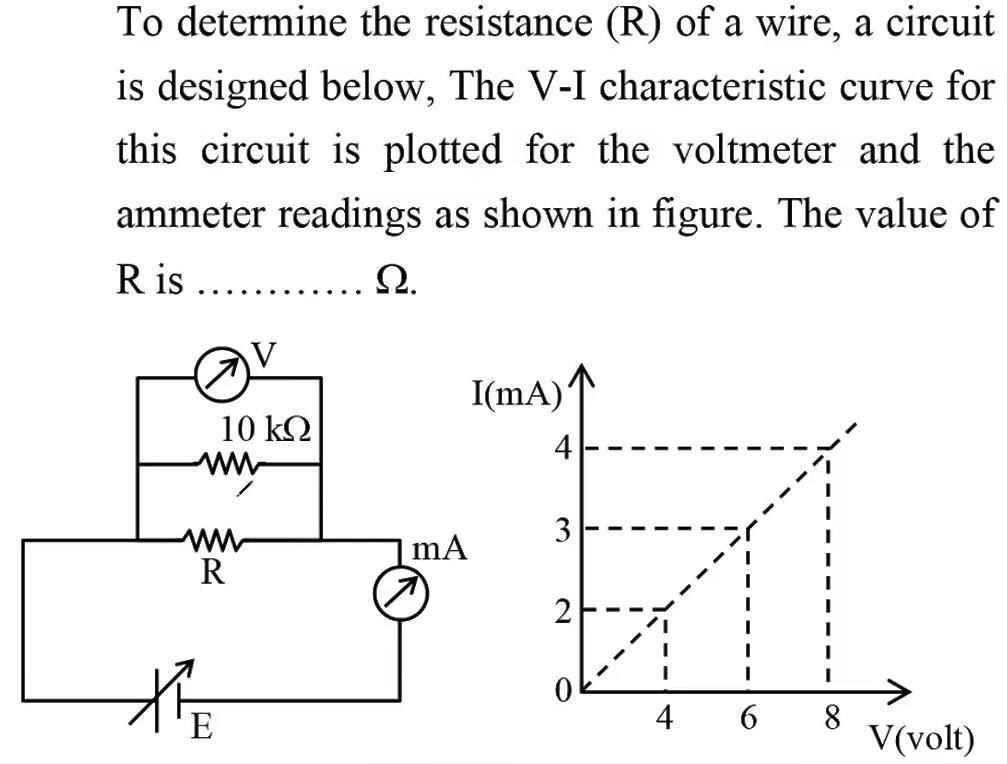 To determine the resistance (R) of a wire, a circuit
is designed below, The V-I characteristic curve for
this circuit is plotted for the voltmeter and the
ammeter readings as shown in figure. The value of
R is ............ Ω.
V
10 kΩ
R
mA
E
I(mA)
4
3
2
0
4 6 8
V(volt)